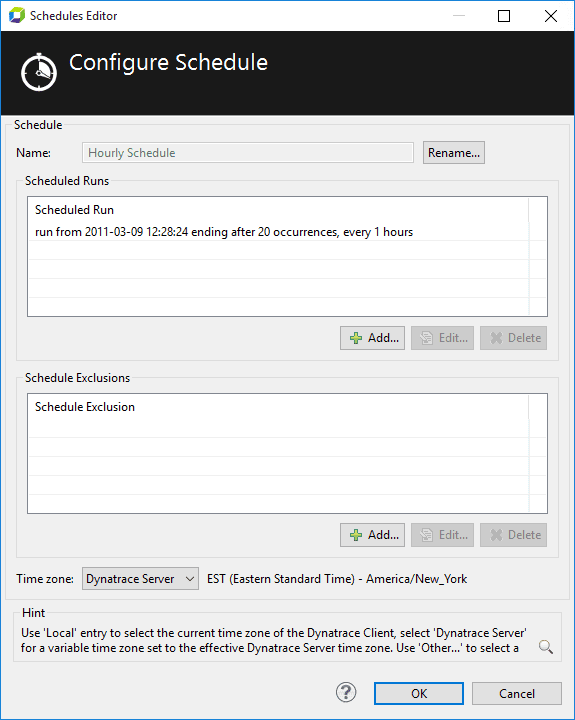 Schedules Editor
Configure Schedule
Schedule
Name: Hourly Schedule Rename...
Scheduled Runs
Scheduled Run
run from 2011-03-09 12:28:24 ending after 20 occurrences, every 1 hours
Add... Edit... Delete
Schedule Exclusions
Schedule Exclusion
Add... Edit... Delete
Time zone: Dynatrace Server EST (Eastern Standard Time) - America/New_York
Hint
Use 'Local' entry to select the current time zone of the Dynatrace Client, select 'Dynatrace Server'
for a variable time zone set to the effective Dynatrace Server time zone. Use 'Other...' to select a
? OK Cancel